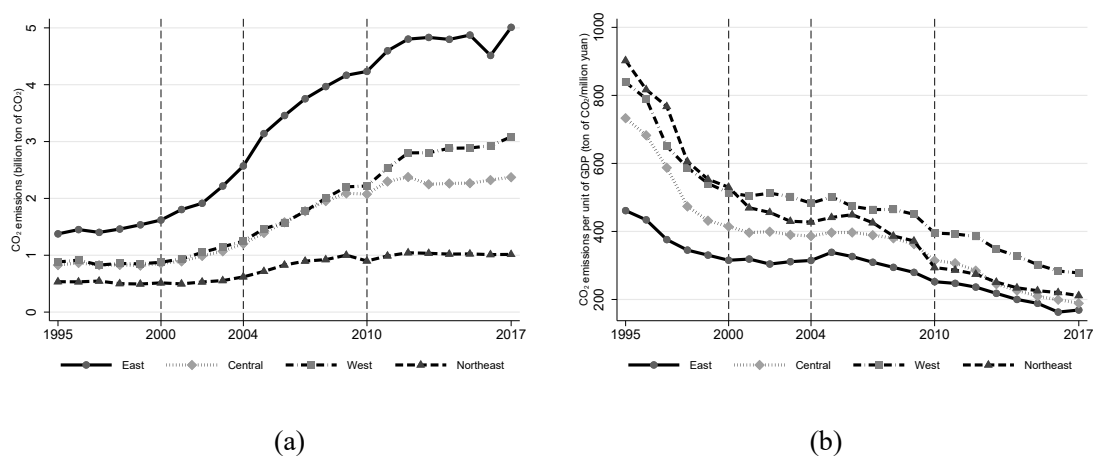 CO₂ emissions (billion ton of CO₂)
5
4
3
2
1
0
1995 2000 2004 2010 2017
East Central West Northeast
(a)
CO₂ emissions per unit of GDP (ton of CO₂/million yuan)
1000
800
600
400
200
1995 2000 2004 2010 2017
East Central West Northeast
(b)